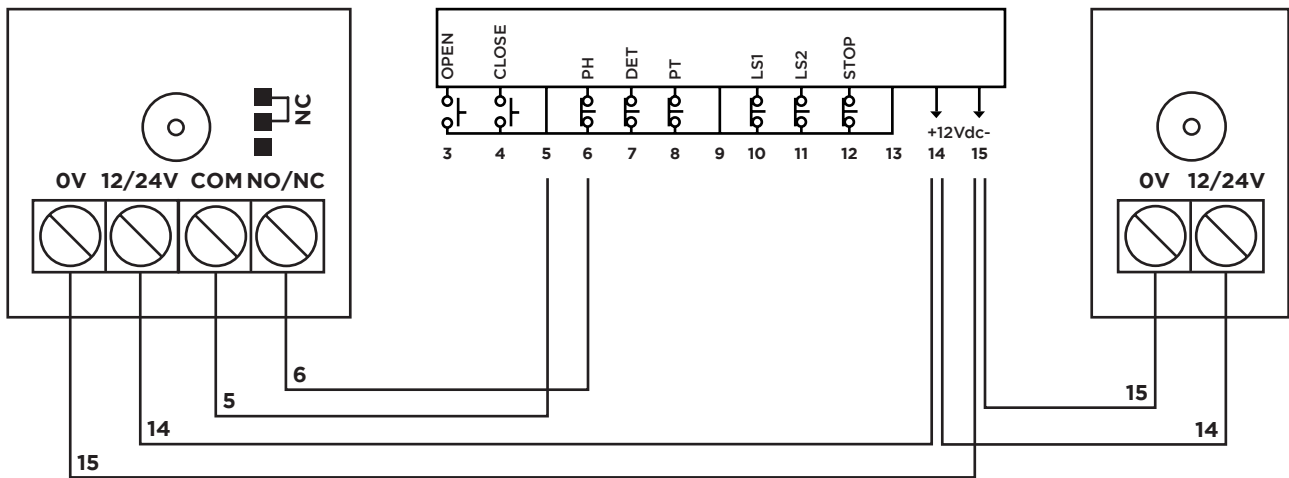 OPEN
CLOSE
PH
DET
PT
LS1
LS2
STOP
NC
+12Vdc-
3 4 5 6 7 8 9 10 11 12 13 14 15
0V 12/24V COM NO/NC
0V 12/24V
6
5
14
15
15
14